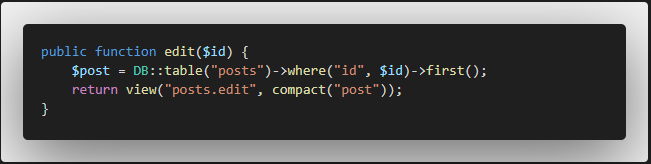 public function edit($id) {
    $post = DB::table("posts")->where("id", $id)->first();
    return view("posts.edit", compact("post"));
}